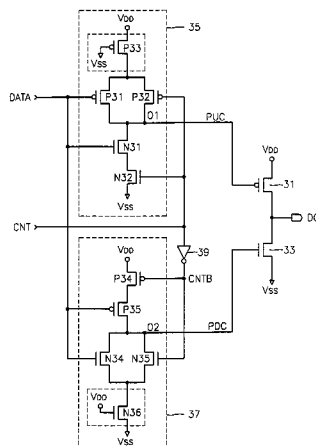 VDD
35
P33
VSS
DATA
P31
P32
O1
PUC
N31
VDD
N32
31
VSS
DQ
CNT
33
VDD
39
P34
CNTB
VSS
P35
O2
PDC
N34
N35
VDD
N36
37
VSS